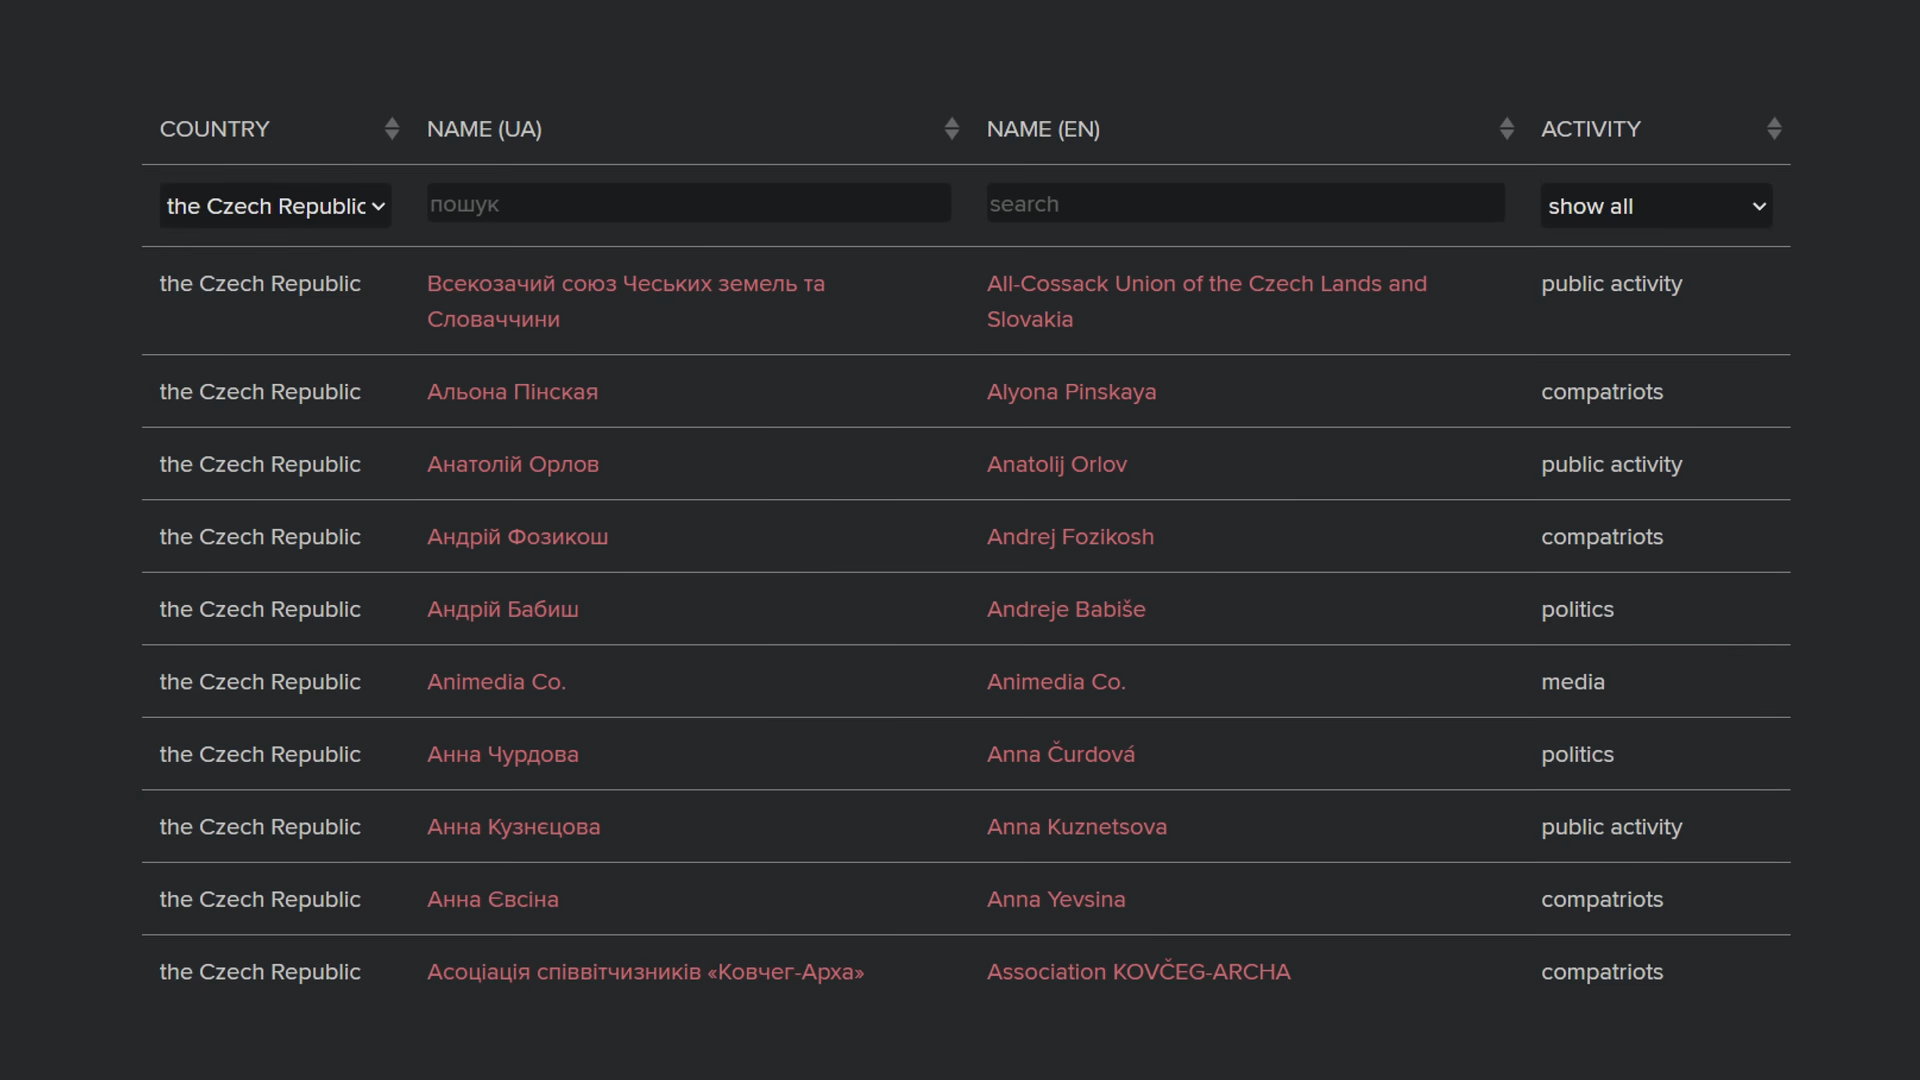 COUNTRY NAME (UA) NAME (EN) ACTIVITY
the Czech Republic пошук search show all
the Czech Republic Всекозачий союз Чеських земель та All-Cossack Union of the Czech Lands and public activity
Словаччини Slovakia
the Czech Republic Альона Пінская Alyona Pinskaya compatriots
the Czech Republic Анатолій Орлов Anatolij Orlov public activity
the Czech Republic Андрій Фозикош Andrej Fozikosh compatriots
the Czech Republic Андрій Бабиш Andreje Babiše politics
the Czech Republic Animedia Co. Animedia Co. media
the Czech Republic Анна Чурдова Anna Čurdová politics
the Czech Republic Анна Кузнєцова Anna Kuznetsova public activity
the Czech Republic Анна Євсіна Anna Yevsina compatriots
the Czech Republic Асоціація співвітчизників «Ковчег-Арха» Association KOVČEG-ARCHA compatriots